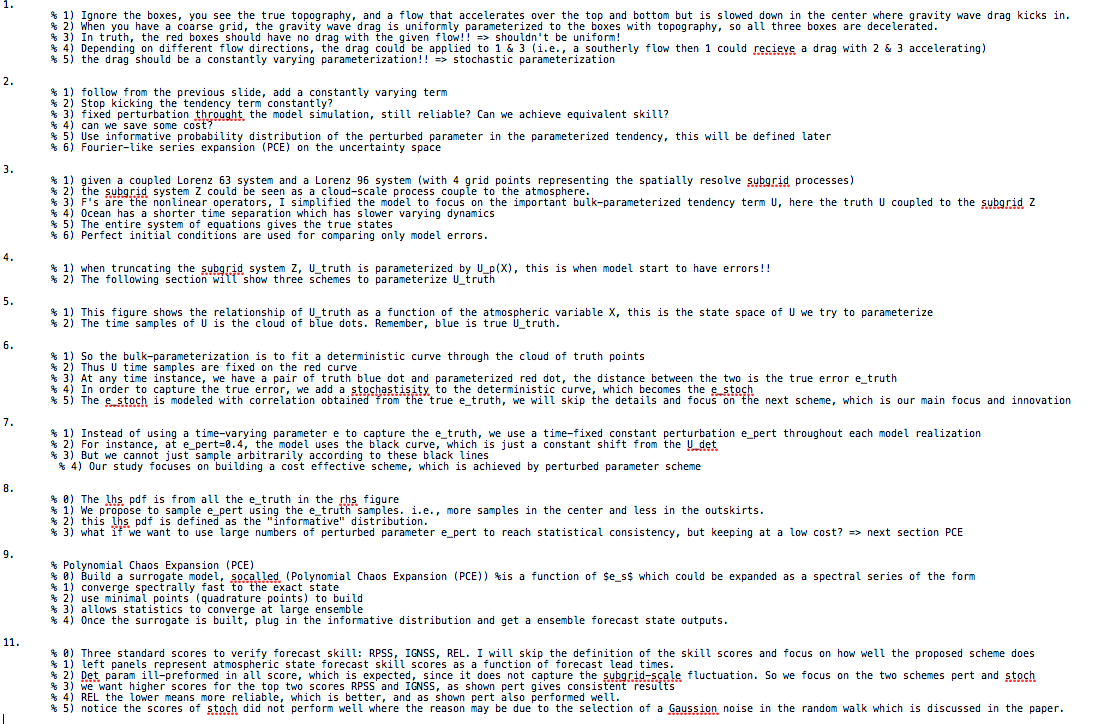 1.
% 1) Ignore the boxes, you see the true topography, and a flow that accelerates over the top and bottom but is slowed down in the center where gravity wave drag kicks in.
% 2) When you have a coarse grid, the gravity wave drag is uniformly parameterized to the boxes with topography, so all three boxes are decelerated.
% 3) In truth, the red boxes should have no drag with the given flow!! => shouldn't be uniform!
% 4) Depending on different flow directions, the drag could be applied to 1 & 3 (i.e., a southerly flow then 1 could recieve a drag with 2 & 3 accelerating)
% 5) the drag should be a constantly varying parameterization!! => stochastic parameterization
2.
% 1) follow from the previous slide, add a constantly varying term
% 2) Stop kicking the tendency term constantly?
% 3) fixed perturbation throught the model simulation, still reliable? Can we achieve equivalent skill?
% 4) can we save some cost?
% 5) Use informative probability distribution of the perturbed parameter in the parameterized tendency, this will be defined later
% 6) Fourier-like series expansion (PCE) on the uncertainty space
3.
% 1) given a coupled Lorenz 63 system and a Lorenz 96 system (with 4 grid points representing the spatially resolve subgrid processes)
% 2) the subgrid system Z could be seen as a cloud-scale process couple to the atmosphere.
% 3) F's are the nonlinear operators, I simplified the model to focus on the important bulk-parameterized tendency term U, here the truth U coupled to the subgrid Z
% 4) Ocean has a shorter time separation which has slower varying dynamics
% 5) The entire system of equations gives the true states
% 6) Perfect initial conditions are used for comparing only model errors.
4.
% 1) when truncating the subgrid system Z, U_truth is parameterized by U_p(X), this is when model start to have errors!!
% 2) The following section will show three schemes to parameterize U_truth
5.
% 1) This figure shows the relationship of U_truth as a function of the atmospheric variable X, this is the state space of U we try to parameterize
% 2) The time samples of U is the cloud of blue dots. Remember, blue is true U_truth.
6.
% 1) So the bulk-parameterization is to fit a deterministic curve through the cloud of truth points
% 2) Thus U time samples are fixed on the red curve
% 3) At any time instance, we have a pair of truth blue dot and parameterized red dot, the distance between the two is the true error e_truth
% 4) In order to capture the true error, we add a stochastisity to the deterministic curve, which becomes the e_stoch
% 5) The e_stoch is modeled with correlation obtained from the true e_truth, we will skip the details and focus on the next scheme, which is our main focus and innovation
7.
% 1) Instead of using a time-varying parameter e to capture the e_truth, we use a time-fixed constant perturbation e_pert throughout each model realization
% 2) For instance, at e_pert=0.4, the model uses the black curve, which is just a constant shift from the U_det
% 3) But we cannot just sample arbitrarily according to these black lines
% 4) Our study focuses on building a cost effective scheme, which is achieved by perturbed parameter scheme
8.
% 0) The lhs pdf is from all the e_truth in the rhs figure
% 1) We propose to sample e_pert using the e_truth samples. i.e., more samples in the center and less in the outskirts.
% 2) this lhs pdf is defined as the "informative" distribution.
% 3) what if we want to use large numbers of perturbed parameter e_pert to reach statistical consistency, but keeping at a low cost? => next section PCE
9.
% Polynomial Chaos Expansion (PCE)
% 0) Build a surrogate model, socalled (Polynomial Chaos Expansion (PCE)) %is a function of $e_s$ which could be expanded as a spectral series of the form
% 1) converge spectrally fast to the exact state
% 2) use minimal points (quadrature points) to build
% 3) allows statistics to converge at large ensemble
% 4) Once the surrogate is built, plug in the informative distribution and get a ensemble forecast state outputs.
11.
% 0) Three standard scores to verify forecast skill: RPSS, IGNSS, REL. I will skip the definition of the skill scores and focus on how well the proposed scheme does
% 1) left panels represent atmospheric state forecast skill scores as a function of forecast lead times.
% 2) Det param ill-preformed in all score, which is expected, since it does not capture the subgrid-scale fluctuation. So we focus on the two schemes pert and stoch
% 3) we want higher scores for the top two scores RPSS and IGNSS, as shown pert gives consistent results
% 4) REL the lower means more reliable, which is better, and as shown pert also performed well.
% 5) notice the scores of stoch did not perform well where the reason may be due to the selection of a Gaussion noise in the random walk which is discussed in the paper.